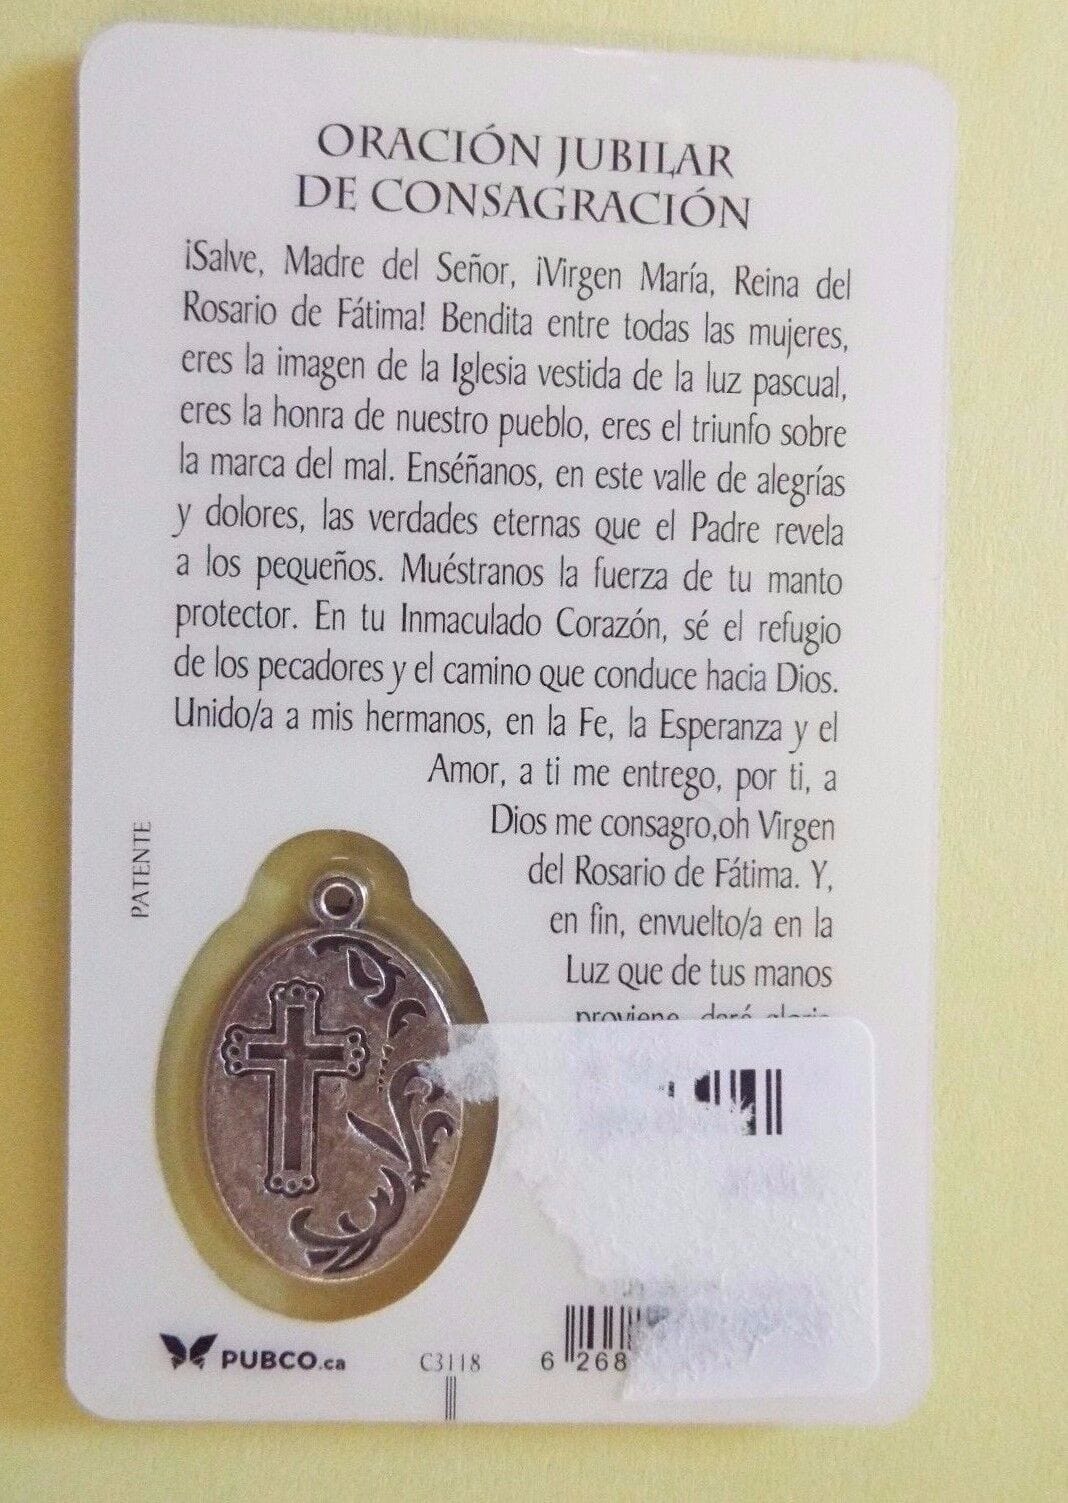 ORACIÓN JUBILAR
DE CONSAGRACIÓN
¡Salve, Madre del Señor, ¡Virgen María, Reina del
Rosario de Fátima! Bendita entre todas las mujeres,
eres la imagen de la Iglesia vestida de la luz pascual,
eres la honra de nuestro pueblo, eres el triunfo sobre
la marca del mal. Enséñanos, en este valle de alegrías
y dolores, las verdades eternas que el Padre revela
a los pequeños. Muéstranos la fuerza de tu manto
protector. En tu Inmaculado Corazón, sé el refugio
de los pecadores y el camino que conduce hacia Dios.
Unido/a a mis hermanos, en la Fe, la Esperanza y el
Amor, a ti me entrego, por ti, a
Dios me consagro,oh Virgen
del Rosario de Fátima. Y,
en fin, envuelto/a en la
Luz que de tus manos
proviene, daré gloria
PATENTE
PUBCO.ca
C3118
6 268